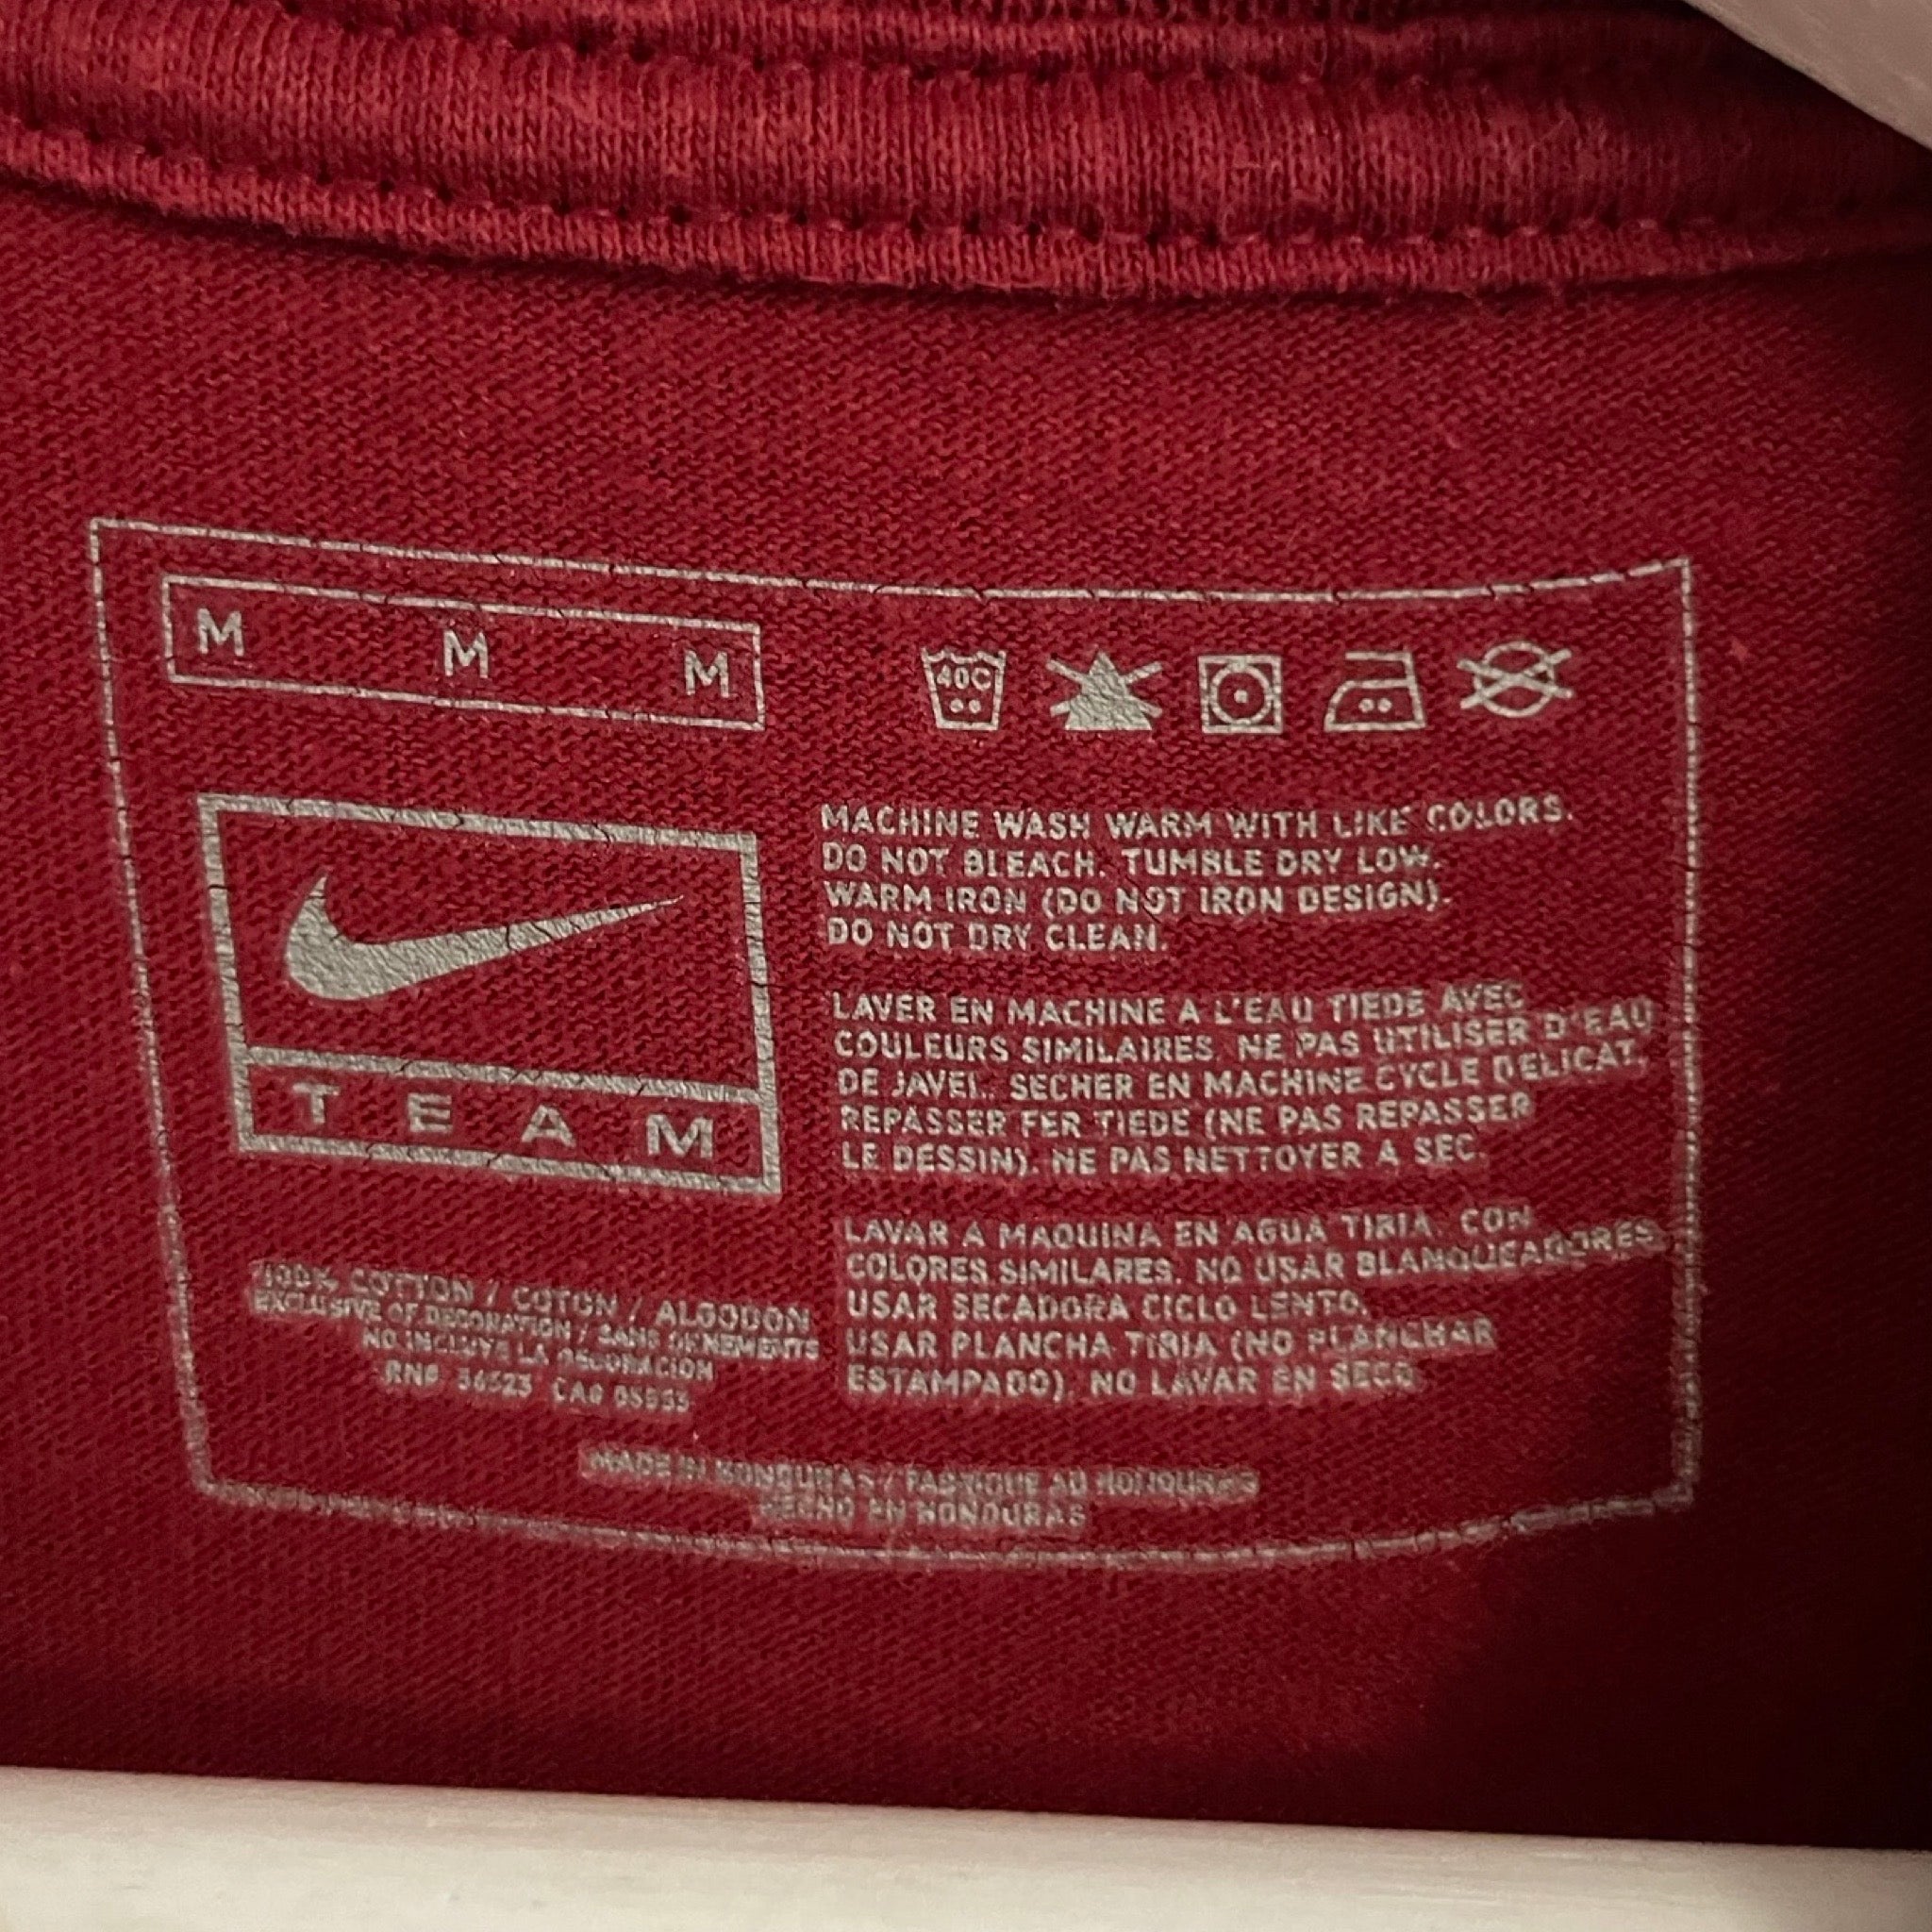 M M M
40C
TEAM
MACHINE WASH WARM WITH LIKE COLORS.
DO NOT BLEACH. TUMBLE DRY LOW.
WARM IRON (DO NOT IRON DESIGN).
DO NOT DRY CLEAN.
LAVER EN MACHINE A L'EAU TIEDE AVEC
COULEURS SIMILAIRES. NE PAS UTILISER D'EAU
DE JAVEL. SECHER EN MACHINE CYCLE DELICAT.
REPASSER FER TIEDE (NE PAS REPASSER
LE DESSIN). NE PAS NETTOYER A SEC.
LAVAR A MAQUINA EN AGUA TIBIA. CON
COLORES SIMILARES. NO USAR BLANQUEADORES.
USAR SECADORA CICLO LENTO.
USAR PLANCHA TIBIA (NO PLANCHAR
ESTAMPADO). NO LAVAR EN SECO.
100% COTTON / COTON / ALGODON
EXCLUSIVE OF DECORATION / SANS ORNEMENTS
NO INCLUYE LA DECORACION
RN# 56323 CA# 05553
MADE IN HONDURAS / FABRIQUE AU HONDURAS
HECHO EN HONDURAS